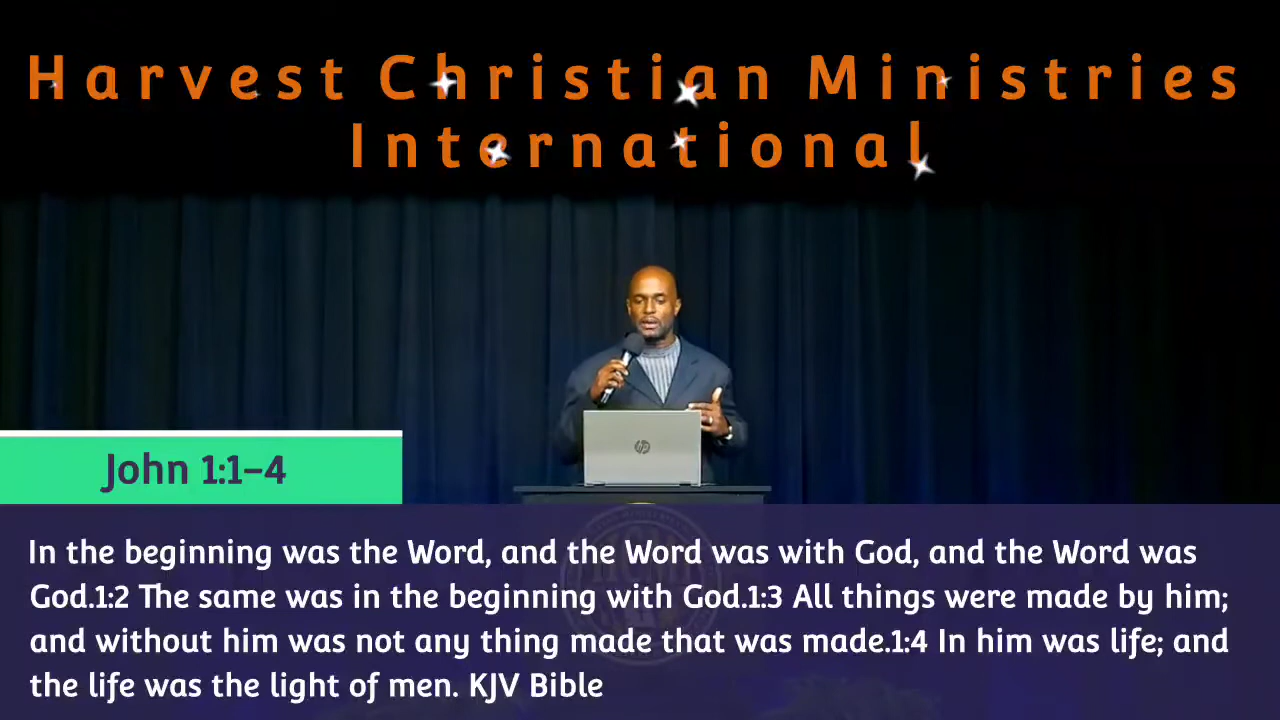 Harvest Christian Ministries
International
hp
John 1:1-4
In the beginning was the Word, and the Word was with God, and the Word was
God.1:2 The same was in the beginning with God.1:3 All things were made by him;
and without him was not any thing made that was made.1:4 In him was life; and
the life was the light of men. KJV Bible